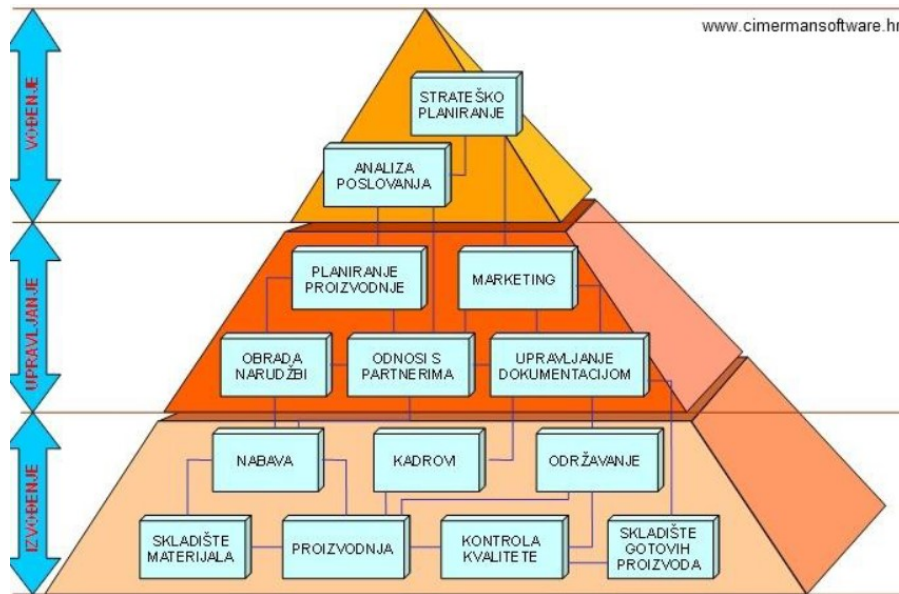 www.cimermansoftware.hr
VOĐENJE
STRATEŠKO
PLANIRANJE
ANALIZA
POSLOVANJA
UPRAVLJANJE
PLANIRANJE
PROIZVODNJE
MARKETING
OBRADA
NARUDŽBI
ODNOSI S
PARTNERIMA
UPRAVLJANJE
DOKUMENTACIJOM
IZVOĐENJE
NABAVA
KADROVI
ODRŽAVANJE
SKLADIŠTE
MATERIJALA
PROIZVODNJA
KONTROLA
KVALITETE
SKLADIŠTE
GOTOVIH
PROIZVODA